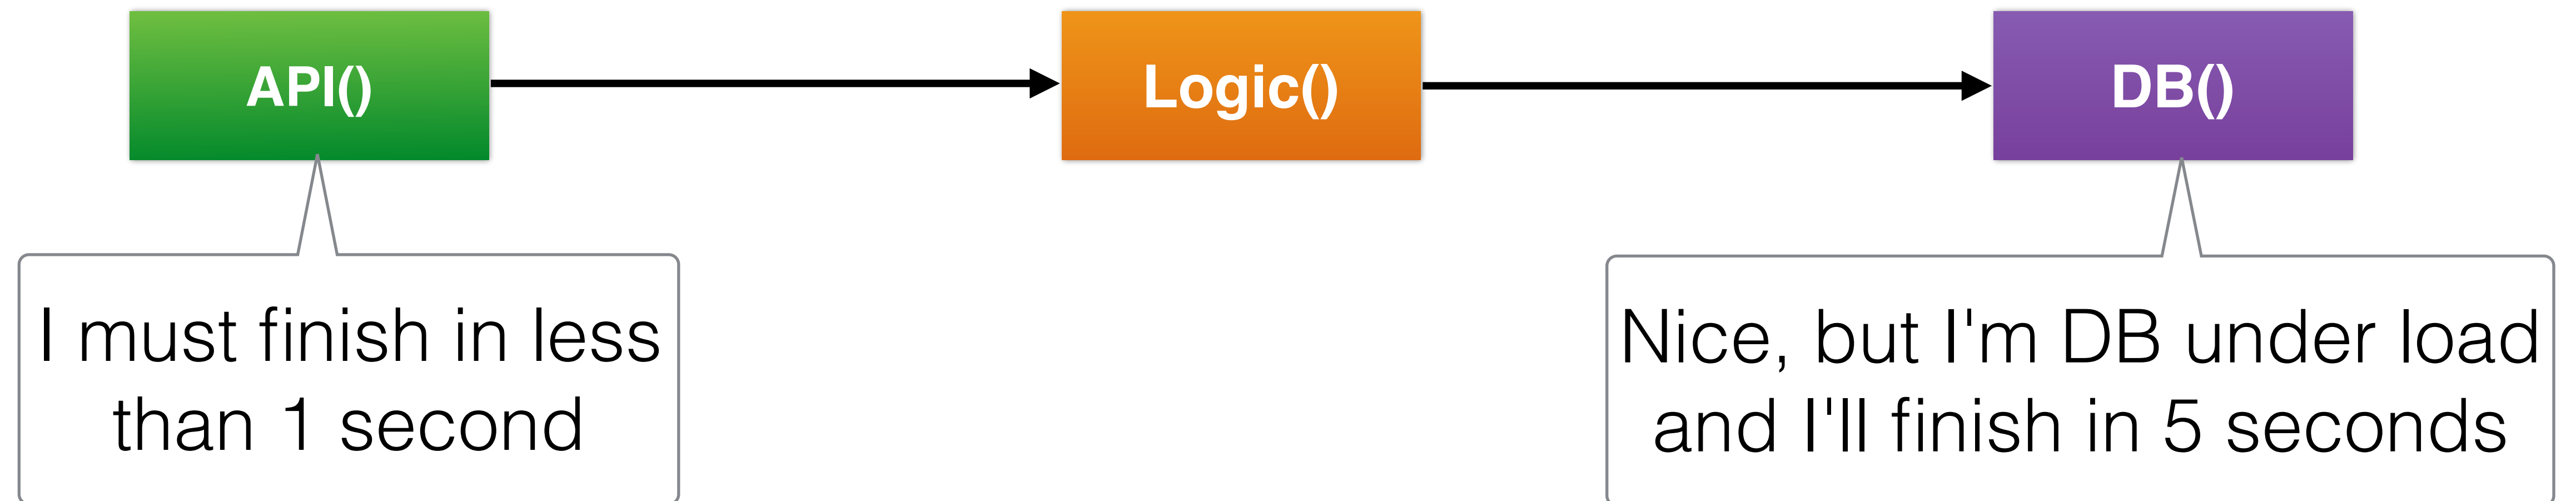 API()
Logic()
DB()
I must finish in less
than 1 second
Nice, but I'm DB under load
and I'll finish in 5 seconds